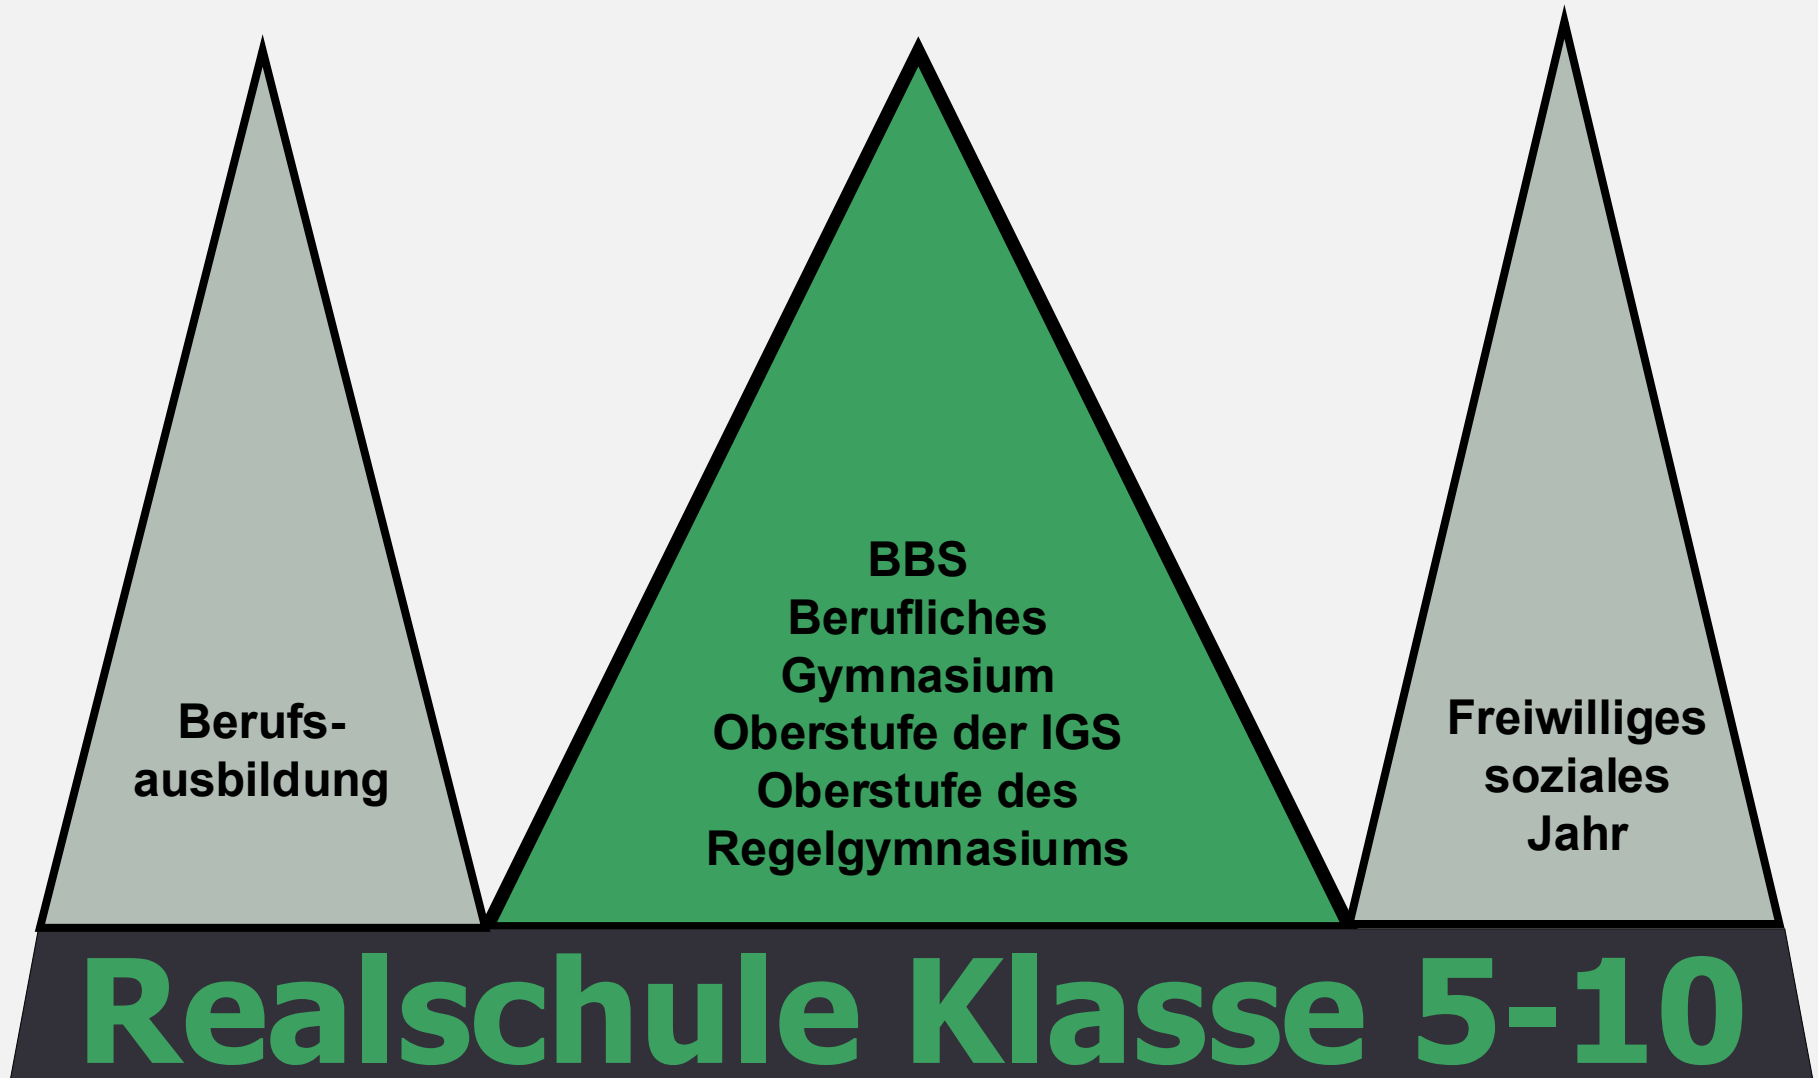 Berufs-
ausbildung
BBS
Berufliches
Gymnasium
Oberstufe der IGS
Oberstufe des
Regelgymnasiums
Freiwilliges
soziales
Jahr
Realschule Klasse 5-10